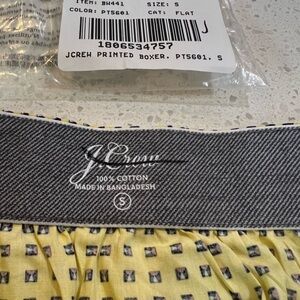 ITEM: BW441 SIZE: S
COLOR: PT5601 CAT: FLAT
J
1806534757
JCREW PRINTED BOXER. PT5601. S
J.Crew
100% COTTON
MADE IN BANGLADESH
S